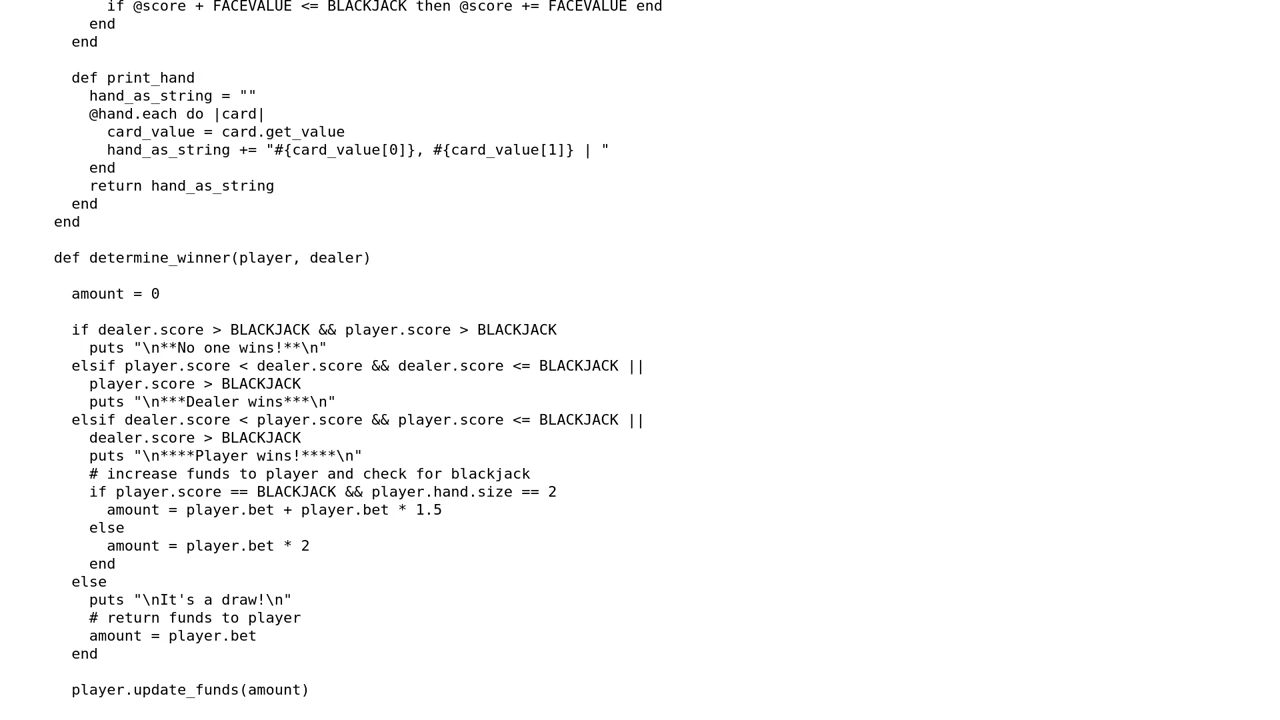 if @score + FACEVALUE <= BLACKJACK then @score += FACEVALUE end
end
end
def print_hand
hand_as_string = ""
@hand.each do |card|
card_value = card.get_value
hand_as_string += "#{card_value[0]}, #{card_value[1]} | "
end
return hand_as_string
end
end
def determine_winner(player, dealer)
amount = 0
if dealer.score > BLACKJACK && player.score > BLACKJACK
puts "\n**No one wins!**\n"
elsif player.score < dealer.score && dealer.score <= BLACKJACK ||
player.score > BLACKJACK
puts "\n***Dealer wins***\n"
elsif dealer.score < player.score && player.score <= BLACKJACK ||
dealer.score > BLACKJACK
puts "\n****Player wins!****\n"
# increase funds to player and check for blackjack
if player.score == BLACKJACK && player.hand.size == 2
amount = player.bet + player.bet * 1.5
else
amount = player.bet * 2
end
else
puts "\nIt's a draw!\n"
# return funds to player
amount = player.bet
end
player.update_funds(amount)